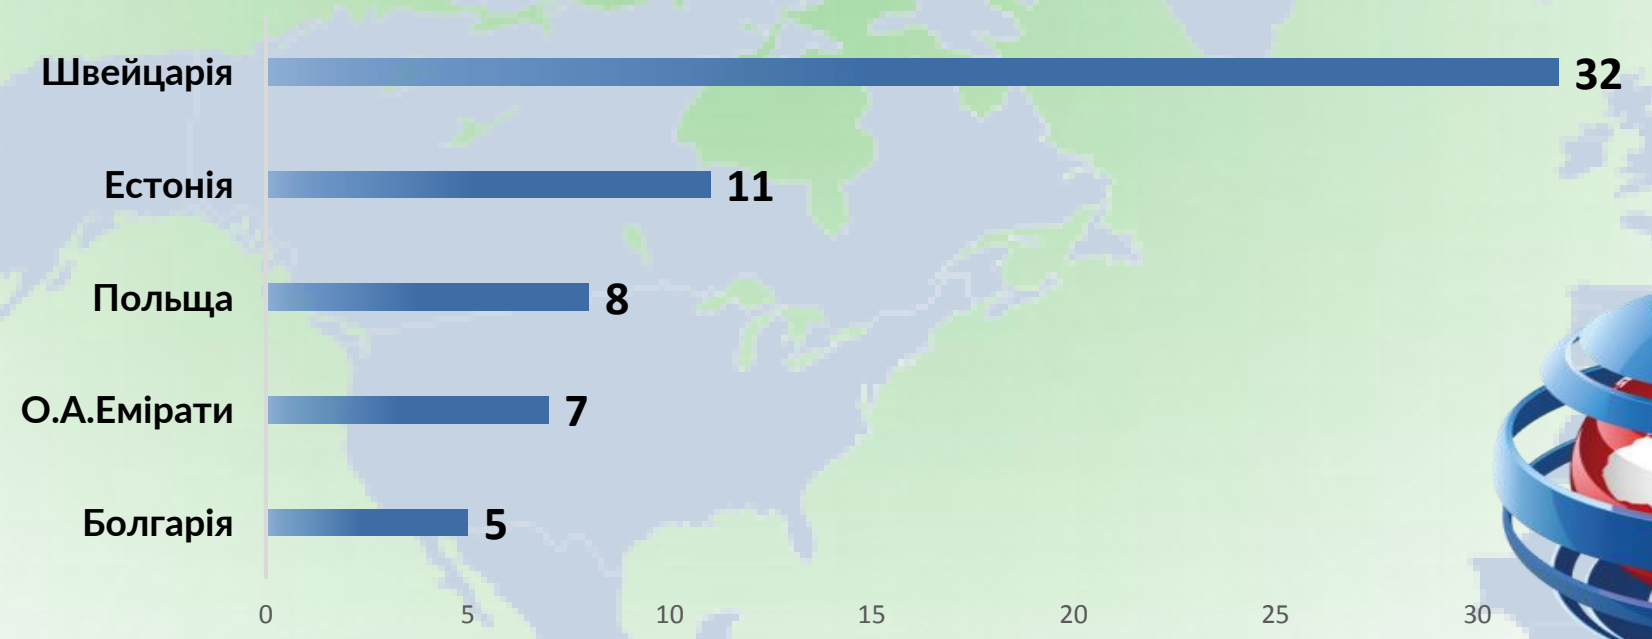 Швейцарія 32
Естонія 11
Польща 8
О.А.Емірати 7
Болгарія 5
0 5 10 15 20 25 30